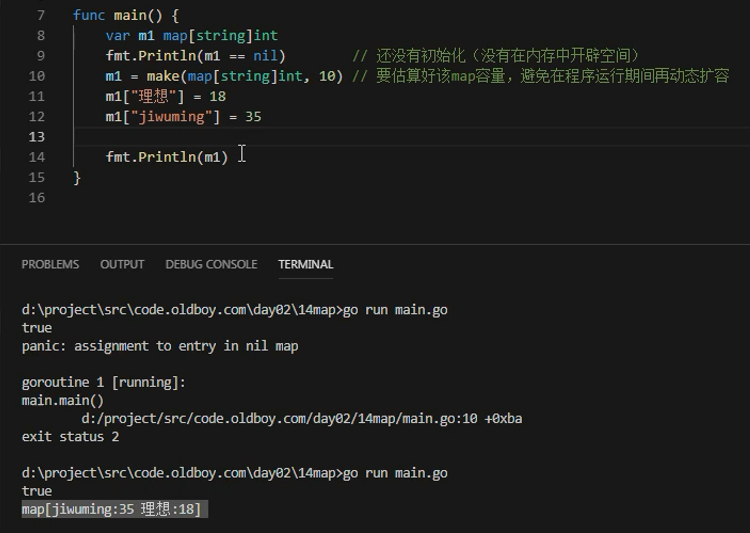 7 func main() {
8 var m1 map[string]int
9 fmt.Println(m1 == nil) // 还没有初始化（没有在内存中开辟空间）
10 m1 = make(map[string]int, 10) // 要估算好该map容量，避免在程序运行期间再动态扩容
11 m1["理想"] = 18
12 m1["jiwuming"] = 35
13
14 fmt.Println(m1)
15 }
16
PROBLEMS OUTPUT DEBUG CONSOLE TERMINAL
d:\project\src\code.oldboy.com\day02\14map>go run main.go
true
panic: assignment to entry in nil map
goroutine 1 [running]:
main.main()
d:/project/src/code.oldboy.com/day02/14map/main.go:10 +0xba
exit status 2
d:\project\src\code.oldboy.com\day02\14map>go run main.go
true
map[jiwuming:35 理想:18]